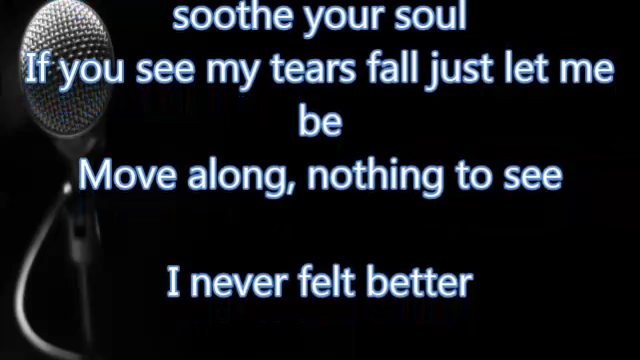 soothe your soul
If you see my tears fall just let me
be
Move along, nothing to see
I never felt better